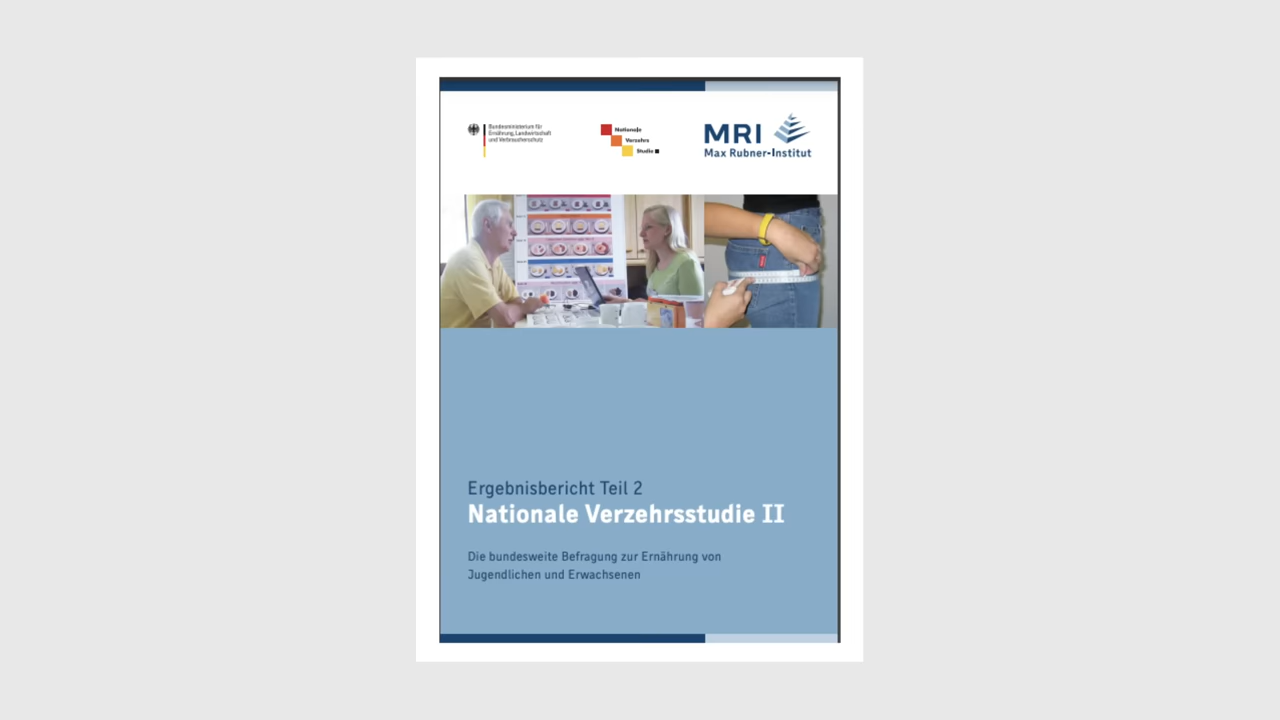 Bundesministerium für
Ernährung, Landwirtschaft
und Verbraucherschutz
Nationale
Verzehrs
Studie
MRI
Max Rubner-Institut
Ergebnisbericht Teil 2
Nationale Verzehrsstudie II
Die bundesweite Befragung zur Ernährung von
Jugendlichen und Erwachsenen